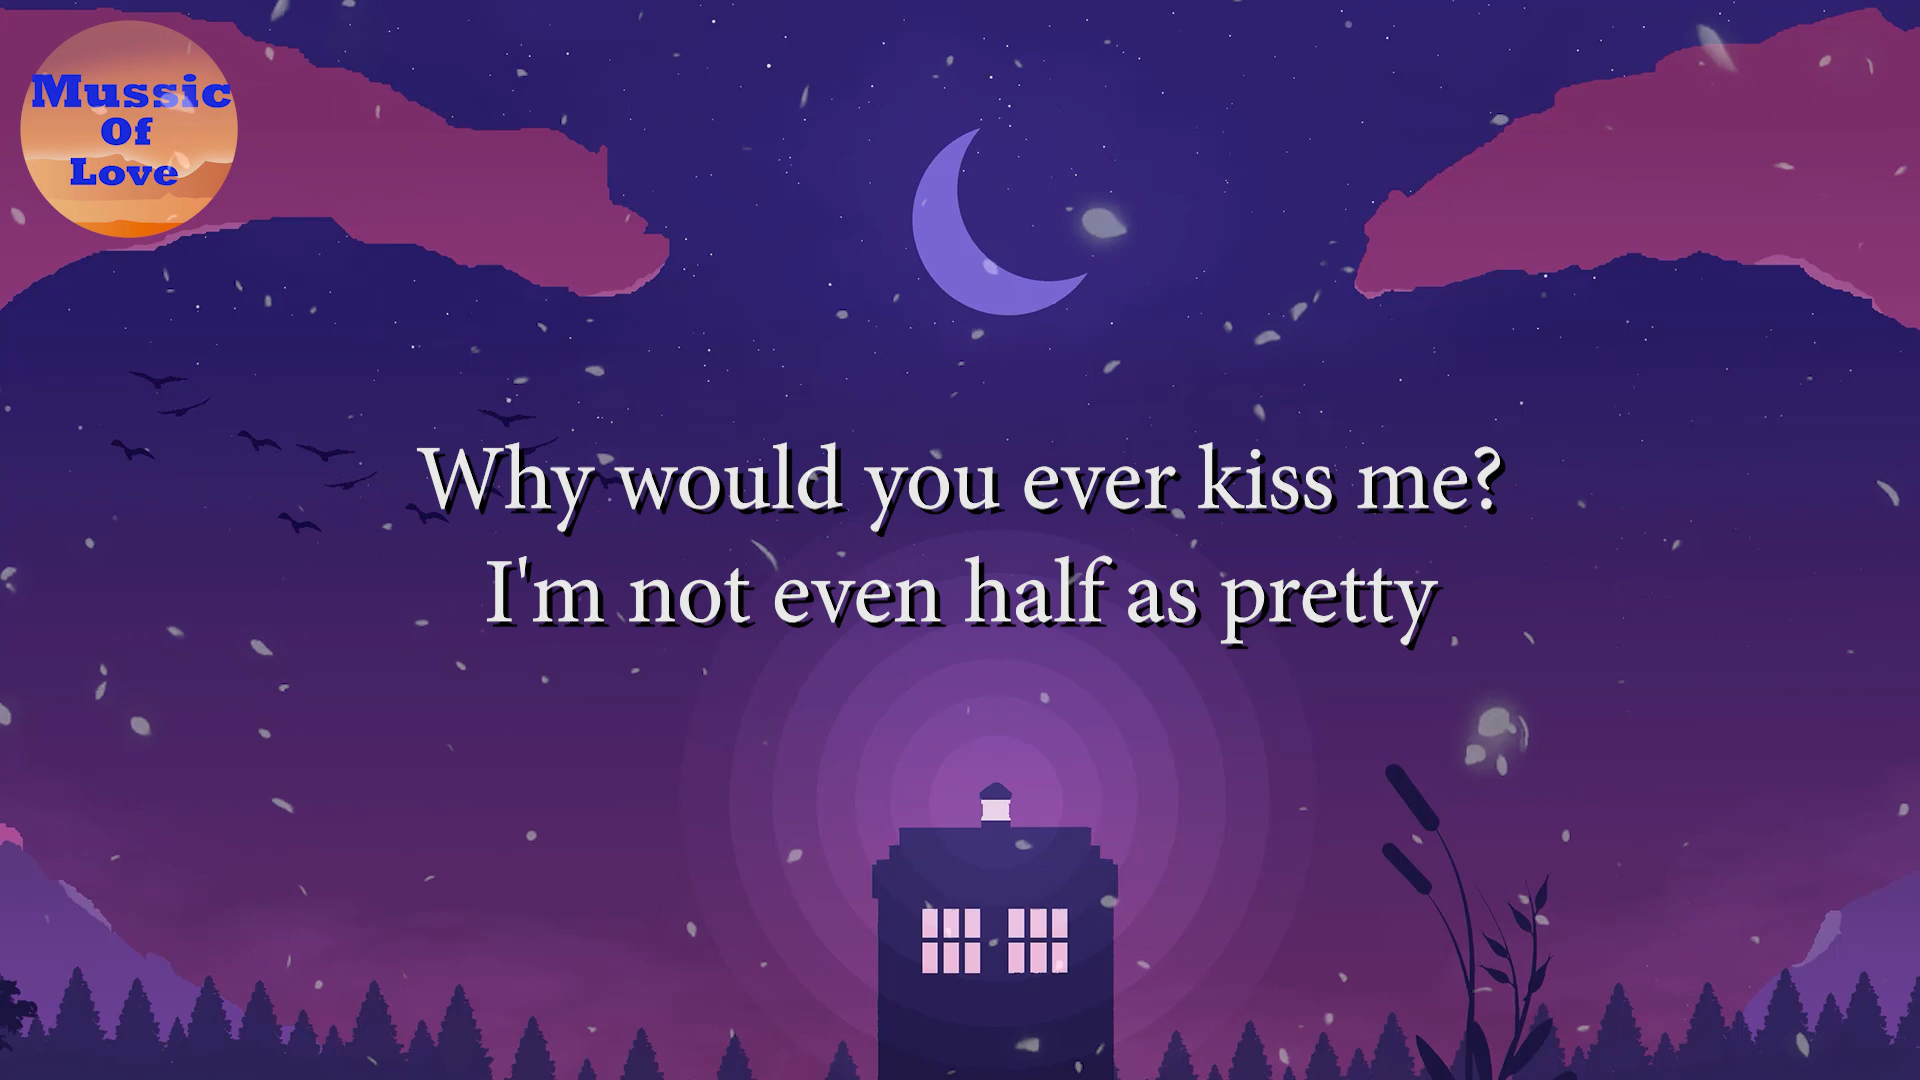 Mussic
Of
Love
Why would you ever kiss me?
I'm not even half as pretty